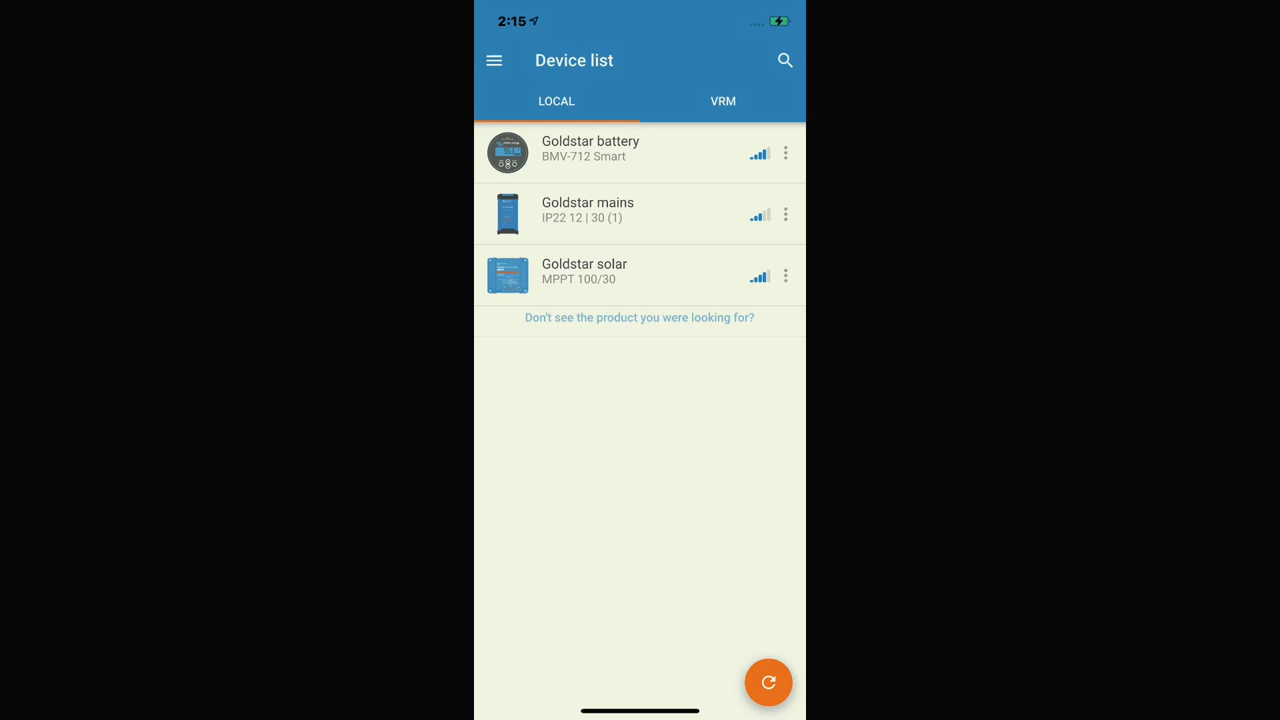 2:15
Device list
LOCAL VRM
Goldstar battery
BMV-712 Smart
Goldstar mains
IP22 12 | 30 (1)
Goldstar solar
MPPT 100/30
Don't see the product you were looking for?